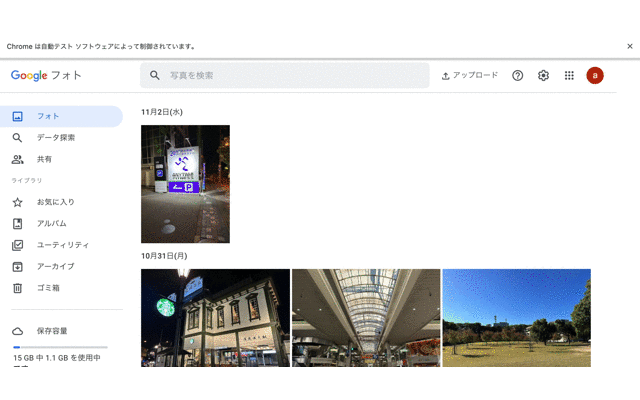 Chrome は自動テスト ソフトウェアによって制御されています。
Google フォト
写真を検索
アップロード
a
フォト
データ探索
共有
ライブラリ
お気に入り
アルバム
ユーティリティ
アーカイブ
ゴミ箱
保存容量
15 GB 中 1.1 GB を使用中
11月2日(水)
P
10月31日(月)